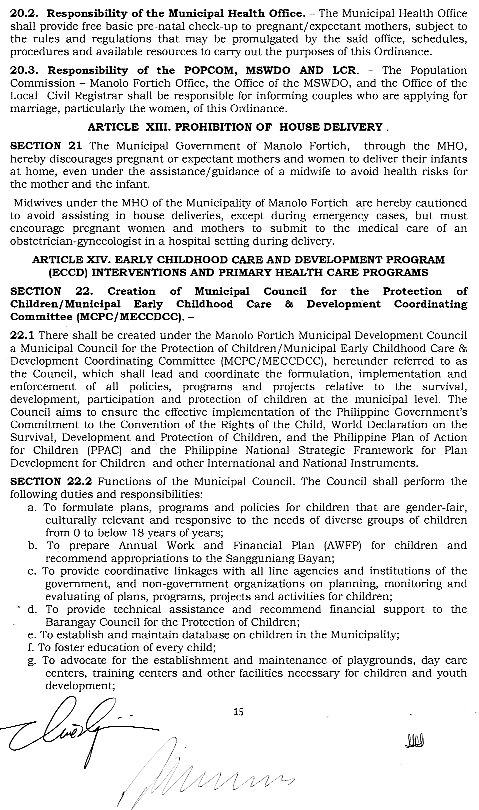 20.2. Responsibility of the Municipal Health Office. – The Municipal Health Office
shall provide free basic pre-natal check-up to pregnant/expectant mothers, subject to
the rules and regulations that may be promulgated by the said office, schedules,
procedures and available resources to carry out the purposes of this Ordinance.
20.3. Responsibility of the POPCOM, MSWDO AND LCR. – The Population
Commission – Manolo Fortich Office, the Office of the MSWDO, and the Office of the
Local Civil Registrar shall be responsible for informing couples who are applying for
marriage, particularly the women, of this Ordinance.
ARTICLE XIII. PROHIBITION OF HOUSE DELIVERY .
SECTION 21 The Municipal Government of Manolo Fortich, through the MHO,
hereby discourages pregnant or expectant mothers and women to deliver their infants
at home, even under the assistance/guidance of a midwife to avoid health risks for
the mother and the infant.
Midwives under the MHO of the Municipality of Manolo Fortich are hereby cautioned
to avoid assisting in house deliveries, except during emergency cases, but must
encourage pregnant women and mothers to submit to the medical care of an
obstetrician-gynecologist in a hospital setting during delivery.
ARTICLE XIV. EARLY CHILDHOOD CARE AND DEVELOPMENT PROGRAM
(ECCD) INTERVENTIONS AND PRIMARY HEALTH CARE PROGRAMS
SECTION 22. Creation of Municipal Council for the Protection of
Children/Municipal Early Childhood Care & Development Coordinating
Committee (MCPC/MECCDCC). –
22.1 There shall be created under the Manolo Fortich Municipal Development Council
a Municipal Council for the Protection of Children/Municipal Early Childhood Care &
Development Coordinating Committee (MCPC/MECCDCC), hereunder referred to as
the Council, which shall lead and coordinate the formulation, implementation and
enforcement of all policies, programs and projects relative to the survival,
development, participation and protection of children at the municipal level. The
Council aims to ensure the effective implementation of the Philippine Government's
Commitment to the Convention of the Rights of the Child, World Declaration on the
Survival, Development and Protection of Children, and the Philippine Plan of Action
for Children (PPAC) and the Philippine National Strategic Framework for Plan
Development for Children and other International and National Instruments.
SECTION 22.2 Functions of the Municipal Council. The Council shall perform the
following duties and responsibilities:
a. To formulate plans, programs and policies for children that are gender-fair,
culturally relevant and responsive to the needs of diverse groups of children
from 0 to below 18 years of years;
b. To prepare Annual Work and Financial Plan (AWFP) for children and
recommend appropriations to the Sangguniang Bayan;
c. To provide coordinative linkages with all line agencies and institutions of the
government, and non-government organizations on planning, monitoring and
evaluating of plans, programs, projects and activities for children;
d. To provide technical assistance and recommend financial support to the
Barangay Council for the Protection of Children;
e. To establish and maintain database on children in the Municipality;
f. To foster education of every child;
g. To advocate for the establishment and maintenance of playgrounds, day care
centers, training centers and other facilities necessary for children and youth
development;
15